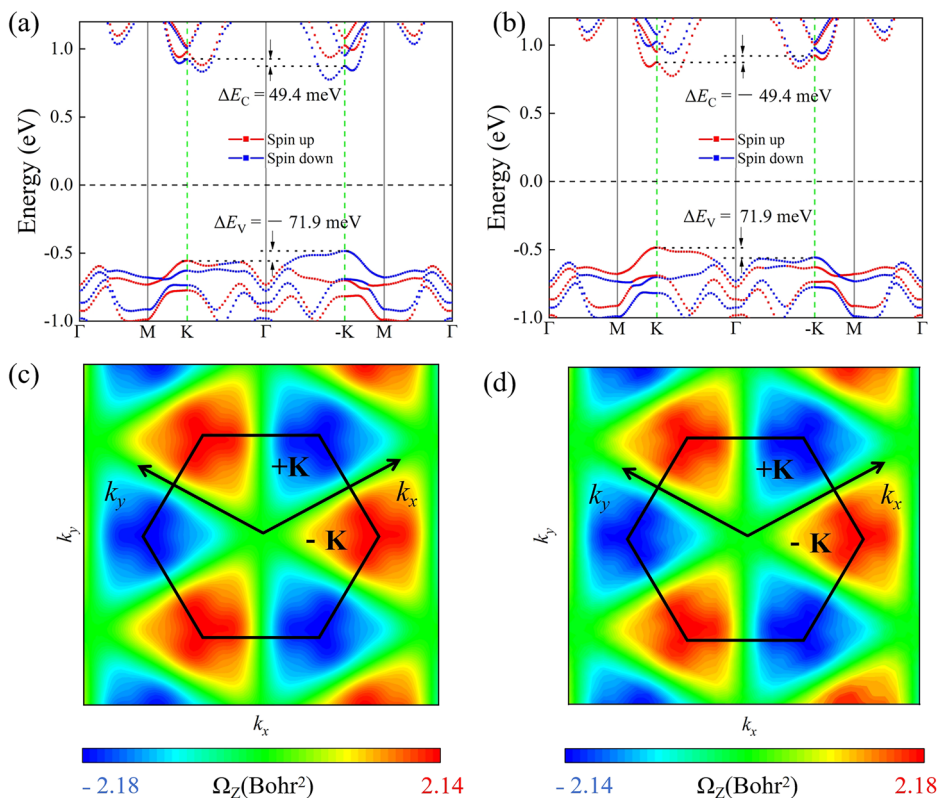 (a)
1.0
0.5
0.0
-0.5
-1.0
Energy (eV)
ΔE_C = 49.4 meV
Spin up
Spin down
ΔE_V = − 71.9 meV
Γ M K Γ -K M Γ
(b)
1.0
0.5
0.0
-0.5
-1.0
Energy (eV)
ΔE_C = − 49.4 meV
Spin up
Spin down
ΔE_V = 71.9 meV
Γ M K Γ -K M Γ
(c)
+K
k_y
k_x
- K
k_y
k_x
- 2.18
Ω_Z(Bohr²)
2.14
(d)
+K
k_y
k_x
- K
k_y
k_x
- 2.14
Ω_Z(Bohr²)
2.18